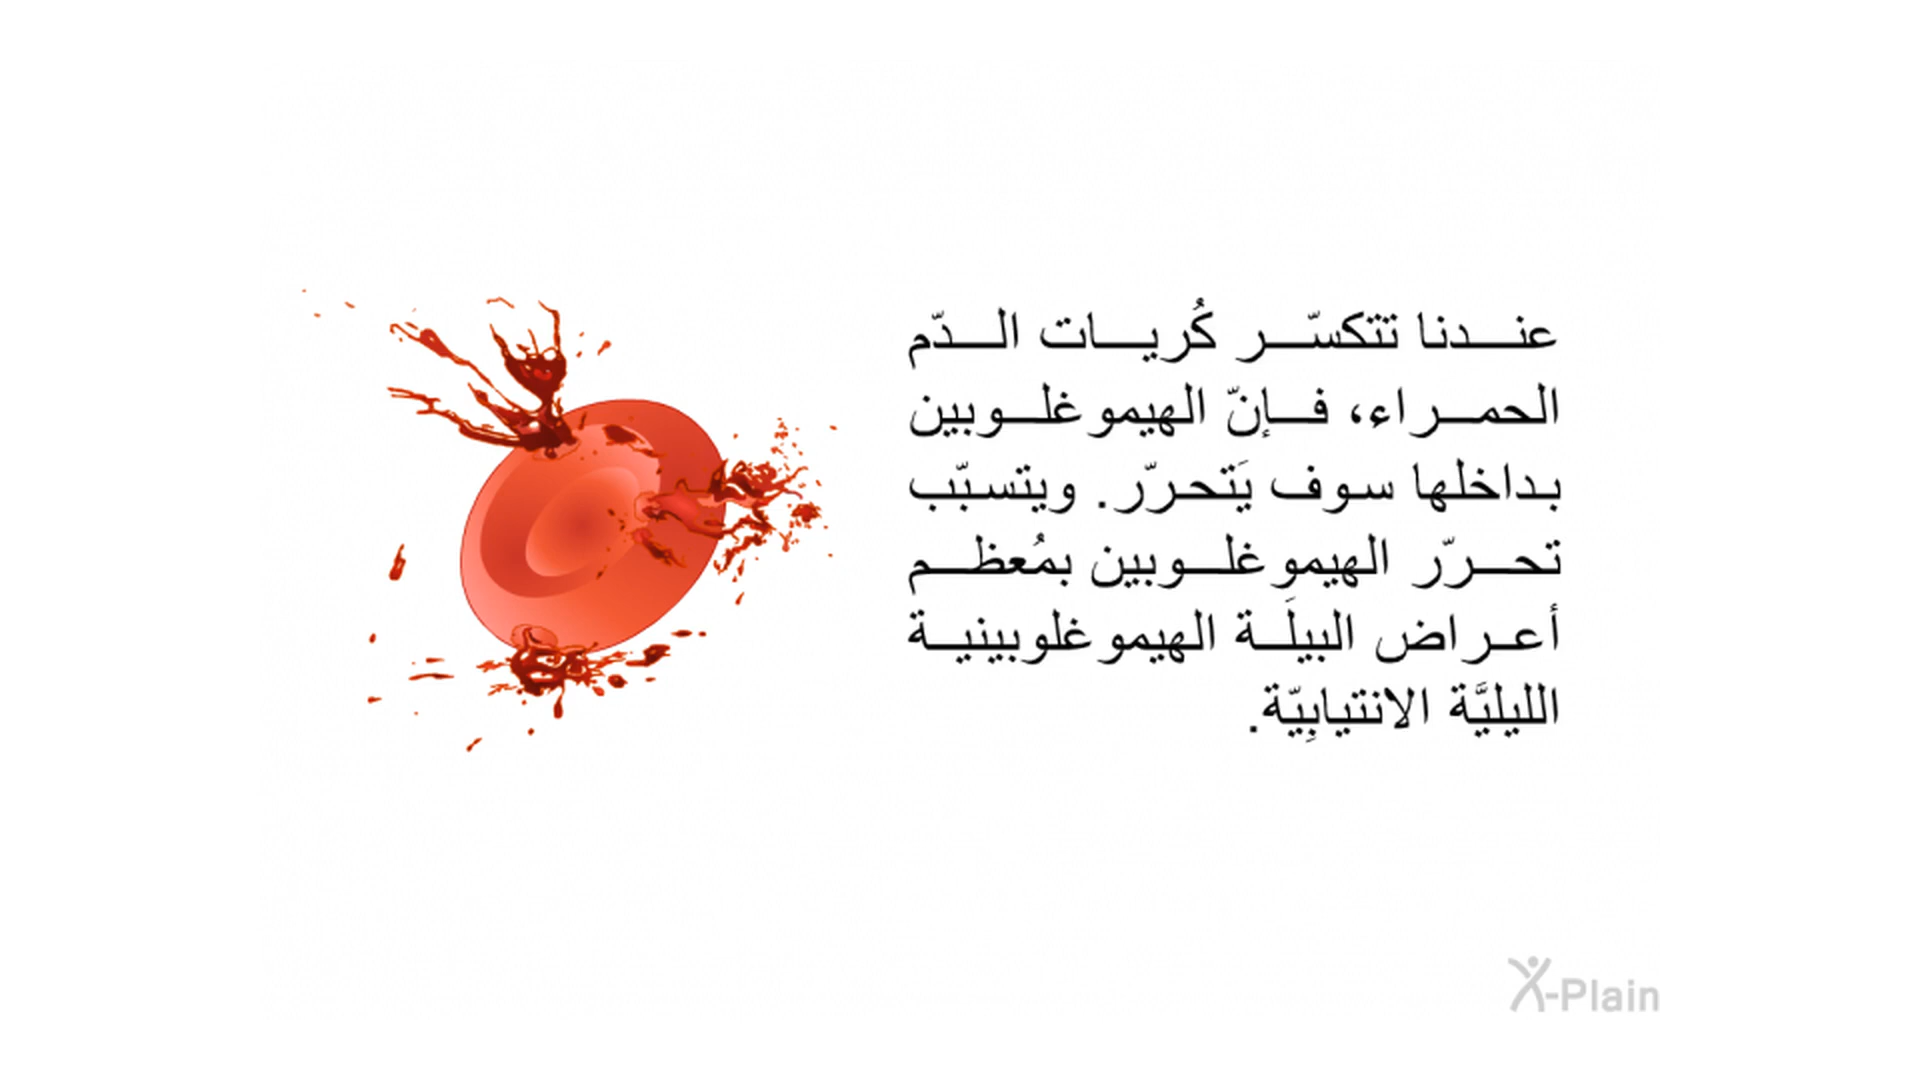 عندنا تتكسّر كُريات الدّم
الحمراء، فإنّ الهيموغلوبين
بداخلها سوف يَتحرّر. ويتسبّب
تحرّر الهيموغلوبين بمُعظم
أعراض البيلَة الهيموغلوبينية
الليليَّة الانتيابِيّة.
X-Plain